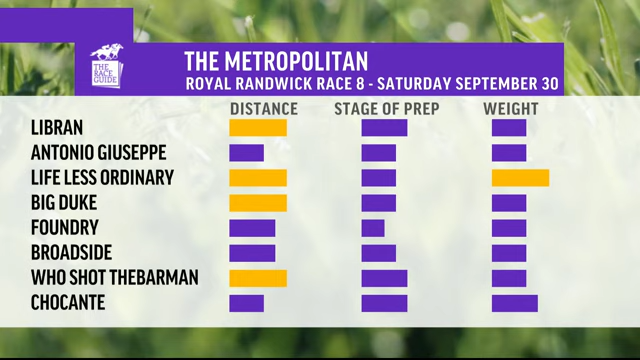 THE
RACE
GUIDE
THE METROPOLITAN
ROYAL RANDWICK RACE 8 - SATURDAY SEPTEMBER 30
DISTANCE STAGE OF PREP WEIGHT
LIBRAN
ANTONIO GIUSEPPE
LIFE LESS ORDINARY
BIG DUKE
FOUNDRY
BROADSIDE
WHO SHOT THEBARMAN
CHOCANTE